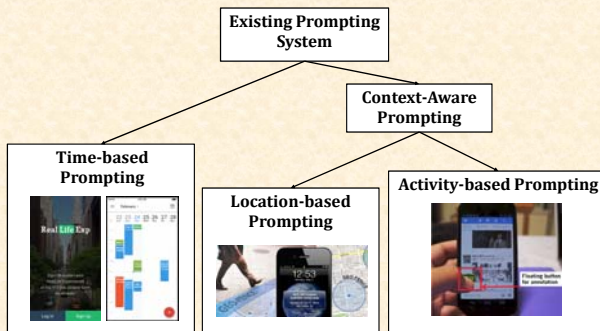 Existing Prompting
System
Context-Aware
Prompting
Time-based
Prompting
Real Life Exp
Log In
Sign Up
Location-based
Prompting
12:53
Activity-based Prompting
Floating button
for annotation